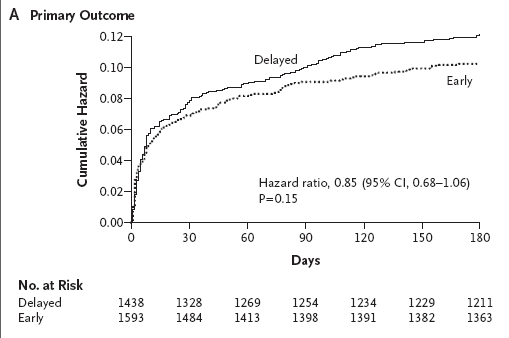 A Primary Outcome
0.12
0.10
0.08
0.06
0.04
0.02
0.00
Cumulative Hazard
Delayed
Early
Hazard ratio, 0.85 (95% CI, 0.68–1.06)
P=0.15
0 30 60 90 120 150 180
Days
No. at Risk
Delayed 1438 1328 1269 1254 1234 1229 1211
Early 1593 1484 1413 1398 1391 1382 1363